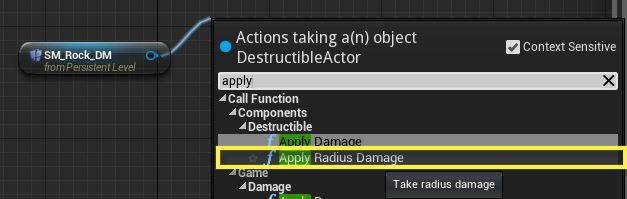 Actions taking a(n) object
DestructibleActor
SM_Rock_DM
from Persistent Level
Context Sensitive
apply
Call Function
Components
Destructible
Apply Damage
Apply Radius Damage
Game
Damage
Take radius damage